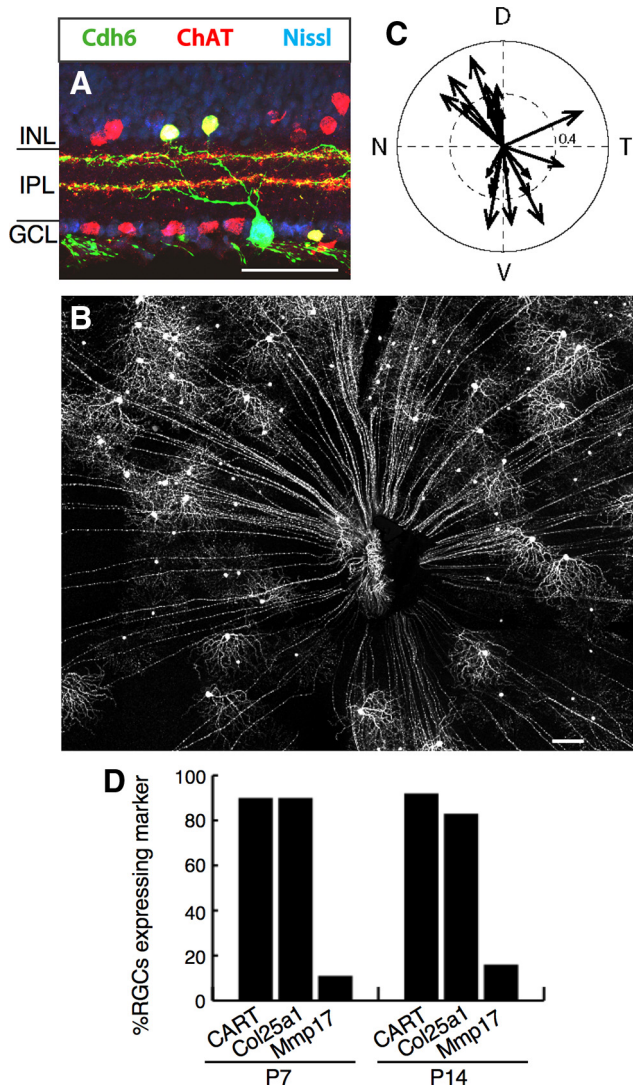 Cdh6 ChAT Nissl
A
INL
IPL
GCL
C
D
N
T
V
0.4
B
D
%RGCs expressing marker
100
80
60
40
20
0
CART
Col25a1
Mmp17
CART
Col25a1
Mmp17
P7
P14